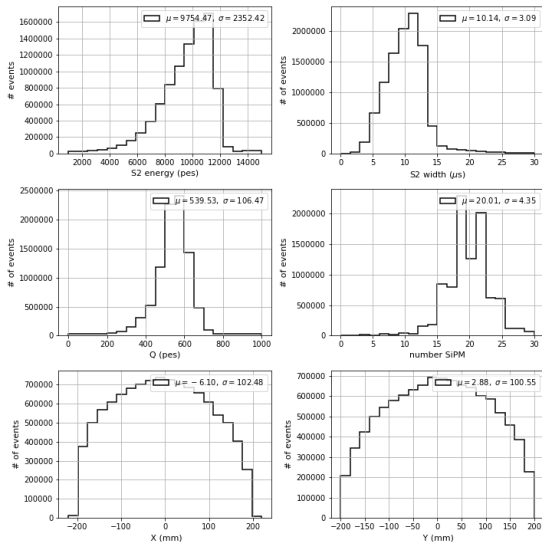 μ = 9754.47, σ = 2352.42
1600000
1400000
1200000
1000000
800000
600000
400000
200000
0
# events
2000 4000 6000 8000 10000 12000 14000
S2 energy (pes)
μ = 10.14, σ = 3.09
2000000
1500000
1000000
500000
0
# of events
0 5 10 15 20 25 30
S2 width (μs)
μ = 539.53, σ = 106.47
2500000
2000000
1500000
1000000
500000
0
# of events
0 200 400 600 800 1000
Q (pes)
μ = 20.01, σ = 4.35
2000000
1500000
1000000
500000
0
# of events
0 5 10 15 20 25 30
number SiPM
μ = − 6.10, σ = 102.48
700000
600000
500000
400000
300000
200000
100000
0
# of events
−200 −100 0 100 200
X (mm)
μ = 2.88, σ = 100.55
700000
600000
500000
400000
300000
200000
100000
0
# of events
−200 −150 −100 −50 0 50 100 150 200
Y (mm)